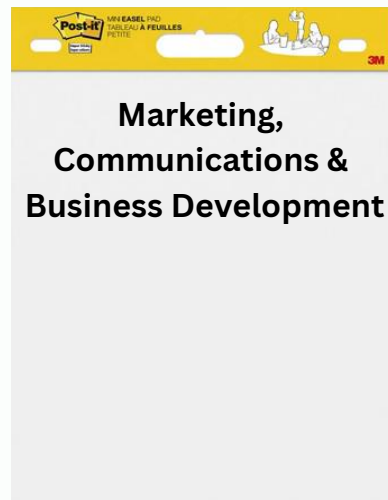 Post-it
MINI EASEL PAD
TABLEAU À FEUILLES
PETITE
3M
Marketing,
Communications &
Business Development